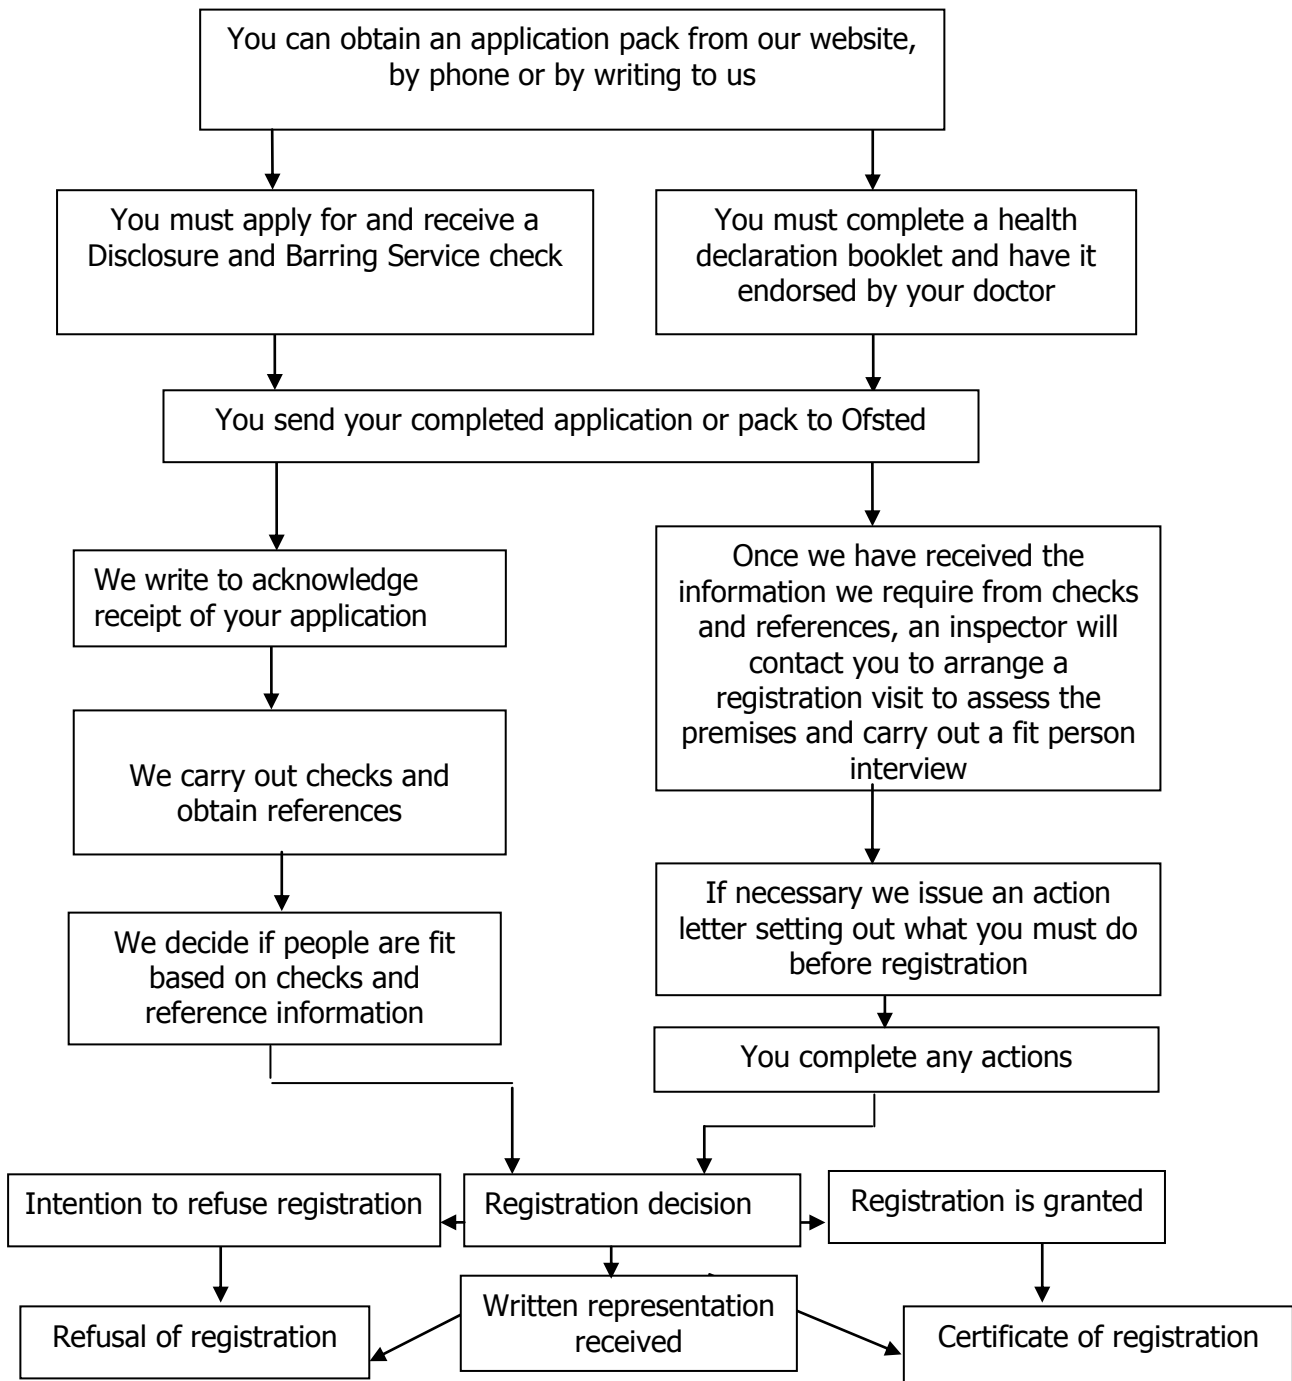 You can obtain an application pack from our website,
by phone or by writing to us
You must apply for and receive a
Disclosure and Barring Service check
You must complete a health
declaration booklet and have it
endorsed by your doctor
You send your completed application or pack to Ofsted
We write to acknowledge
receipt of your application
Once we have received the
information we require from checks
and references, an inspector will
contact you to arrange a
registration visit to assess the
premises and carry out a fit person
interview
We carry out checks and
obtain references
If necessary we issue an action
letter setting out what you must do
before registration
We decide if people are fit
based on checks and
reference information
You complete any actions
Intention to refuse registration
Registration decision
Registration is granted
Refusal of registration
Written representation
received
Certificate of registration